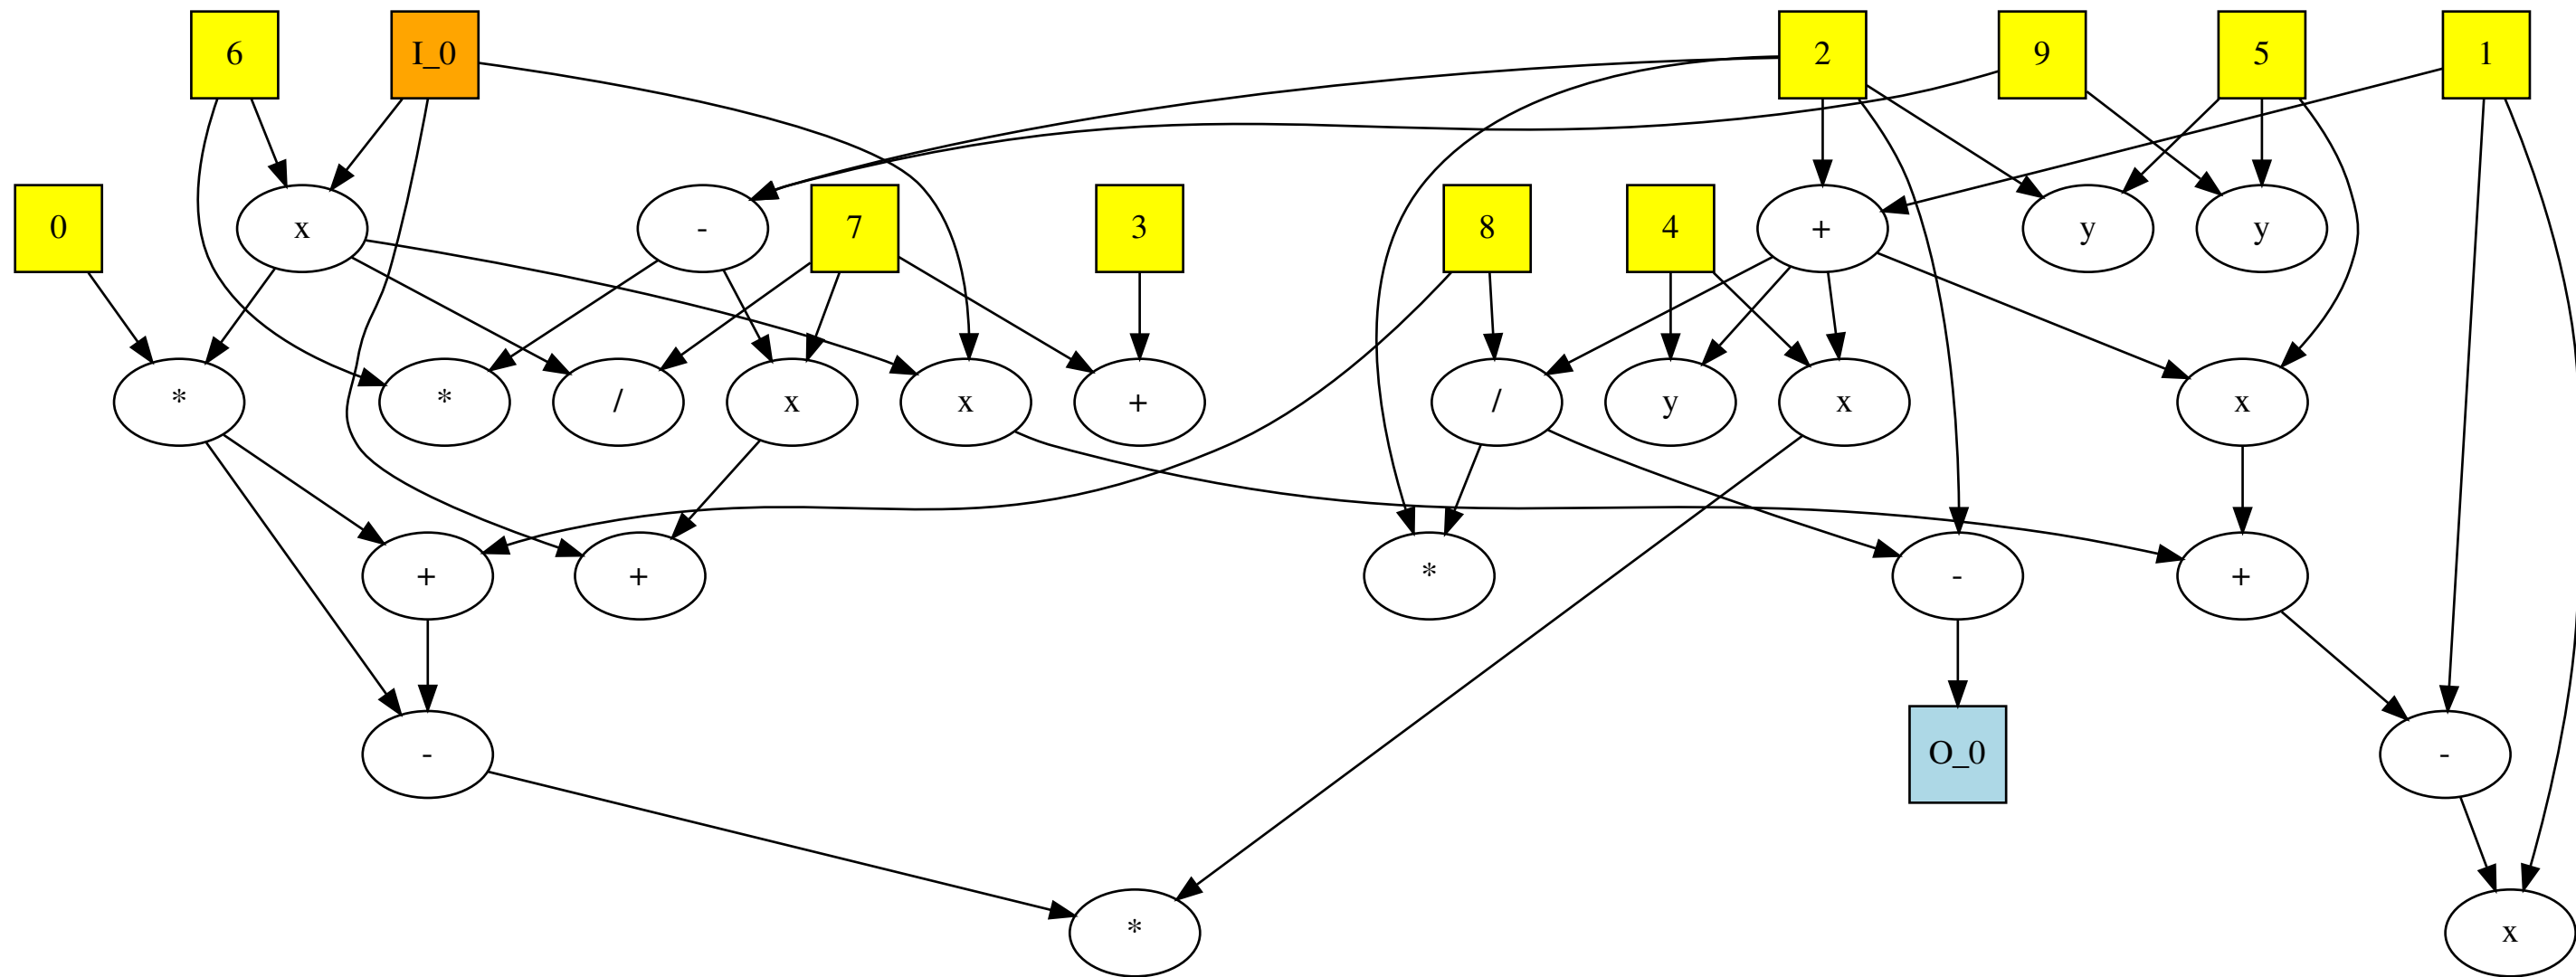 6 I_0 2 9 5 1
0 x - 7 3 8 4 + y y
* * / x x + / y x x
+ + * - +
- O_0 -
* x